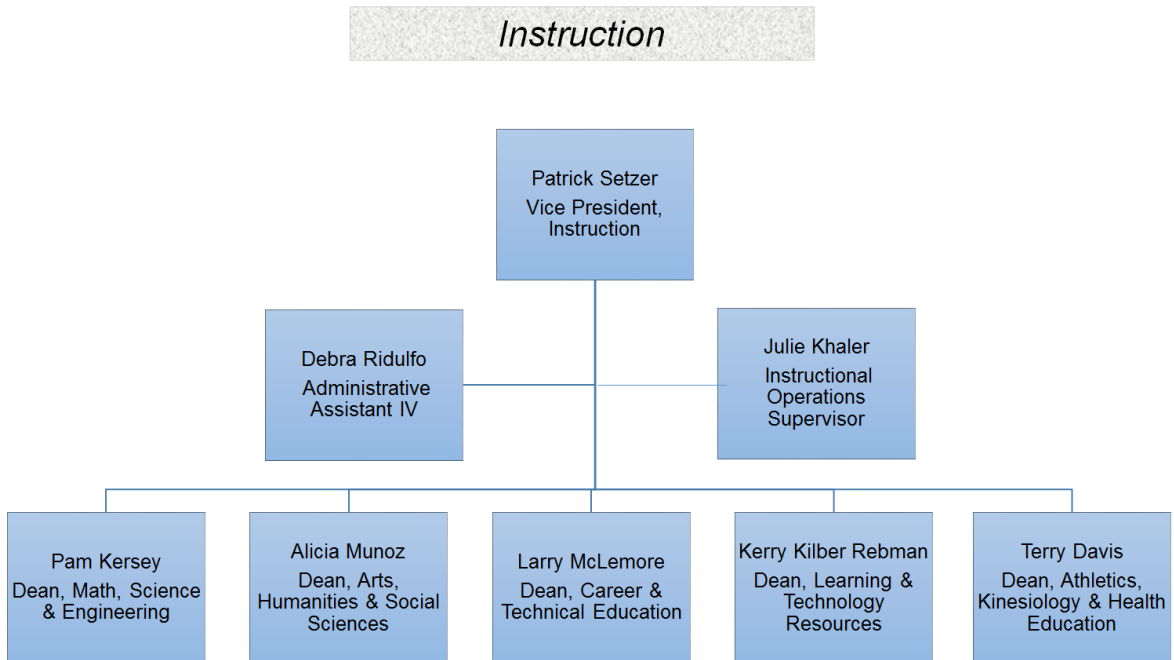 Instruction
Patrick Setzer
Vice President,
Instruction
Debra Ridulfo
Administrative
Assistant IV
Julie Khaler
Instructional
Operations
Supervisor
Pam Kersey
Dean, Math, Science
& Engineering
Alicia Munoz
Dean, Arts,
Humanities & Social
Sciences
Larry McLemore
Dean, Career &
Technical Education
Kerry Kilber Rebman
Dean, Learning &
Technology
Resources
Terry Davis
Dean, Athletics,
Kinesiology & Health
Education